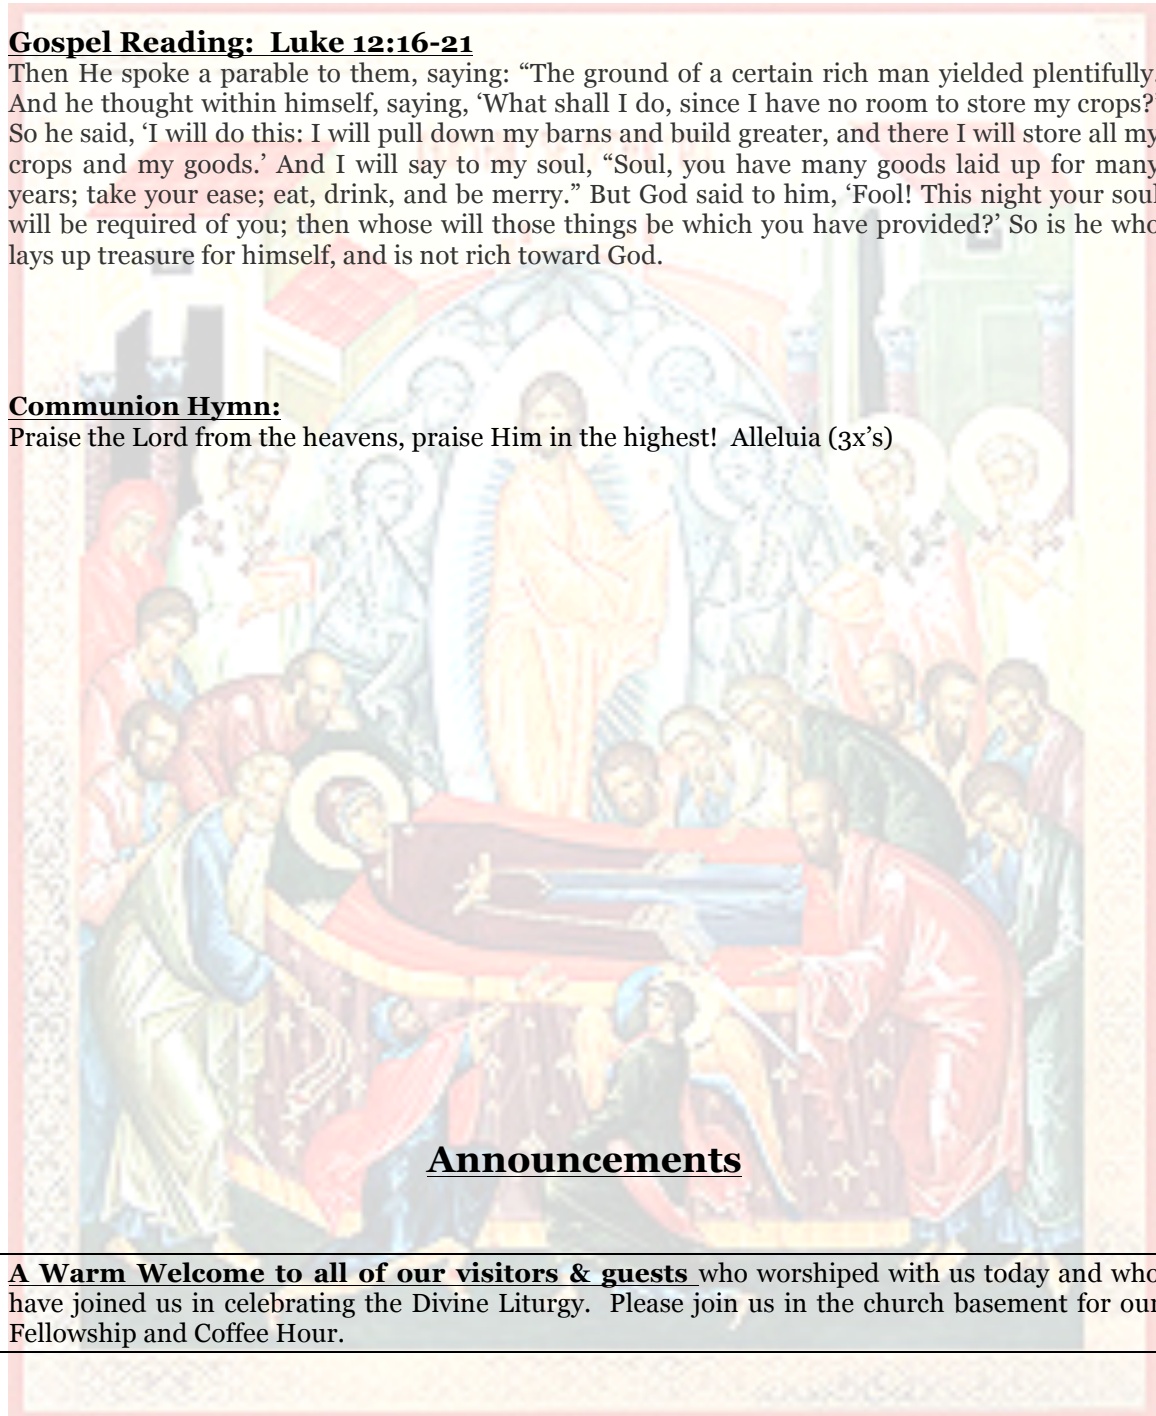 Gospel Reading:  Luke 12:16-21
Then He spoke a parable to them, saying: “The ground of a certain rich man yielded plentifully.
And he thought within himself, saying, ‘What shall I do, since I have no room to store my crops?’
So he said, ‘I will do this: I will pull down my barns and build greater, and there I will store all my
crops and my goods.’ And I will say to my soul, “Soul, you have many goods laid up for many
years; take your ease; eat, drink, and be merry.” But God said to him, ‘Fool! This night your soul
will be required of you; then whose will those things be which you have provided?’ So is he who
lays up treasure for himself, and is not rich toward God.
Communion Hymn:
Praise the Lord from the heavens, praise Him in the highest!  Alleluia (3x’s)
Announcements
A Warm Welcome to all of our visitors & guests who worshiped with us today and who
have joined us in celebrating the Divine Liturgy.  Please join us in the church basement for our
Fellowship and Coffee Hour.